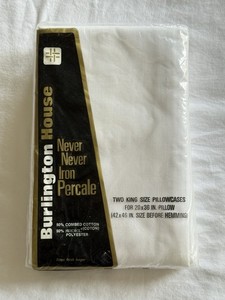 Burlington House
Never
Never
Iron
Percale
50% COMBED COTTON
50%
POLYESTER
TWO KING SIZE PILLOWCASES
FOR 20x30 IN. PILLOW
(42x46 IN. SIZE BEFORE HEMMING)